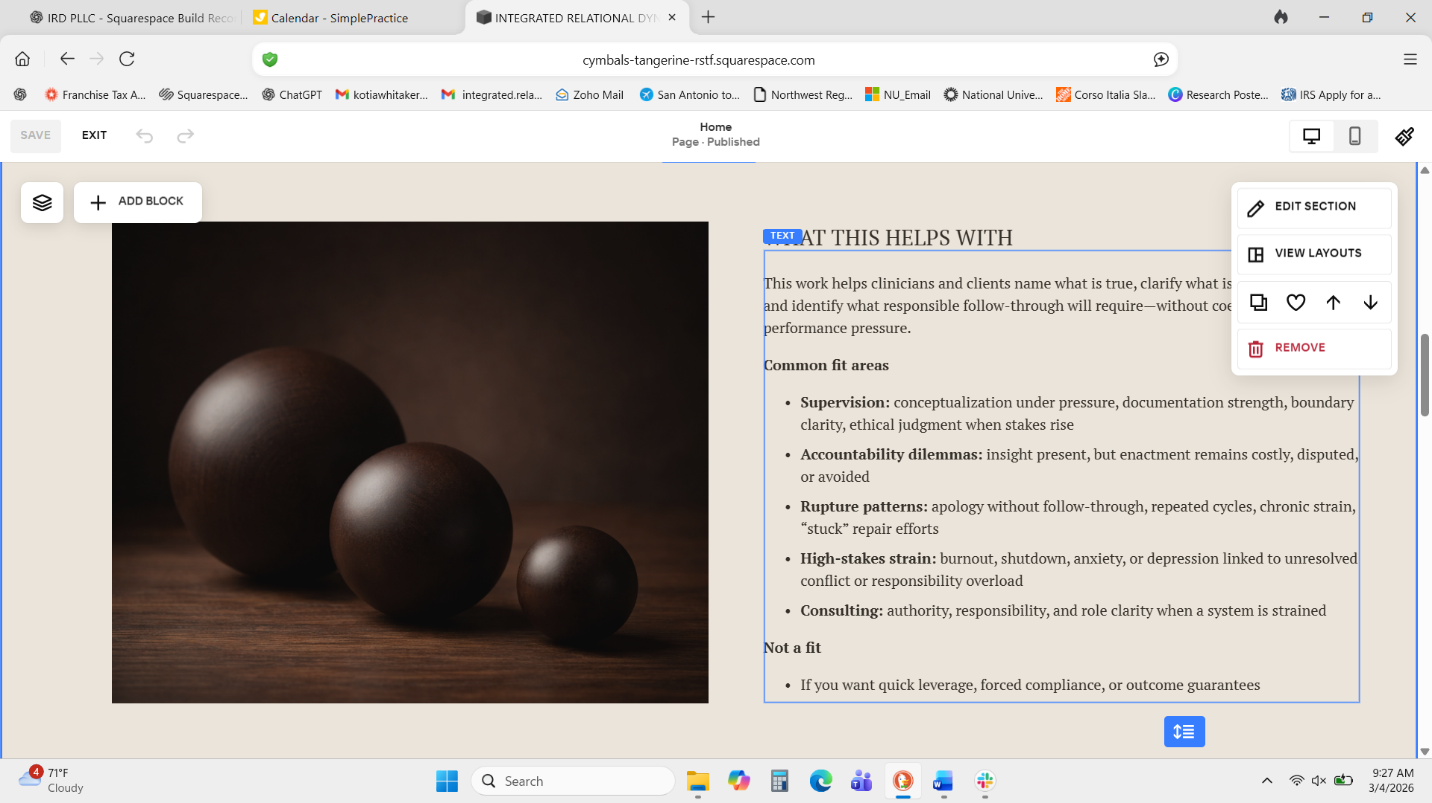 IRD PLLC - Squarespace Build Reco
Calendar - SimplePractice
INTEGRATED RELATIONAL DYN
cymbals-tangerine-rstf.squarespace.com
Franchise Tax A...
Squarespace...
ChatGPT
kotiawhitaker...
integrated.rela...
Zoho Mail
San Antonio to...
Northwest Reg...
NU_Email
National Unive...
Corso Italia Sla...
Research Poste...
IRS Apply for a...
SAVE
EXIT
Home
Page · Published
ADD BLOCK
EDIT SECTION
VIEW LAYOUTS
REMOVE
TEXT
AT THIS HELPS WITH
This work helps clinicians and clients name what is true, clarify what is
and identify what responsible follow-through will require—without
performance pressure.
Common fit areas
• Supervision: conceptualization under pressure, documentation strength, boundary
clarity, ethical judgment when stakes rise
• Accountability dilemmas: insight present, but enactment remains costly, disputed,
or avoided
• Rupture patterns: apology without follow-through, repeated cycles, chronic strain,
“stuck” repair efforts
• High-stakes strain: burnout, shutdown, anxiety, or depression linked to unresolved
conflict or responsibility overload
• Consulting: authority, responsibility, and role clarity when a system is strained
Not a fit
• If you want quick leverage, forced compliance, or outcome guarantees
4
71°F
Cloudy
Search
9:27 AM
3/4/2026